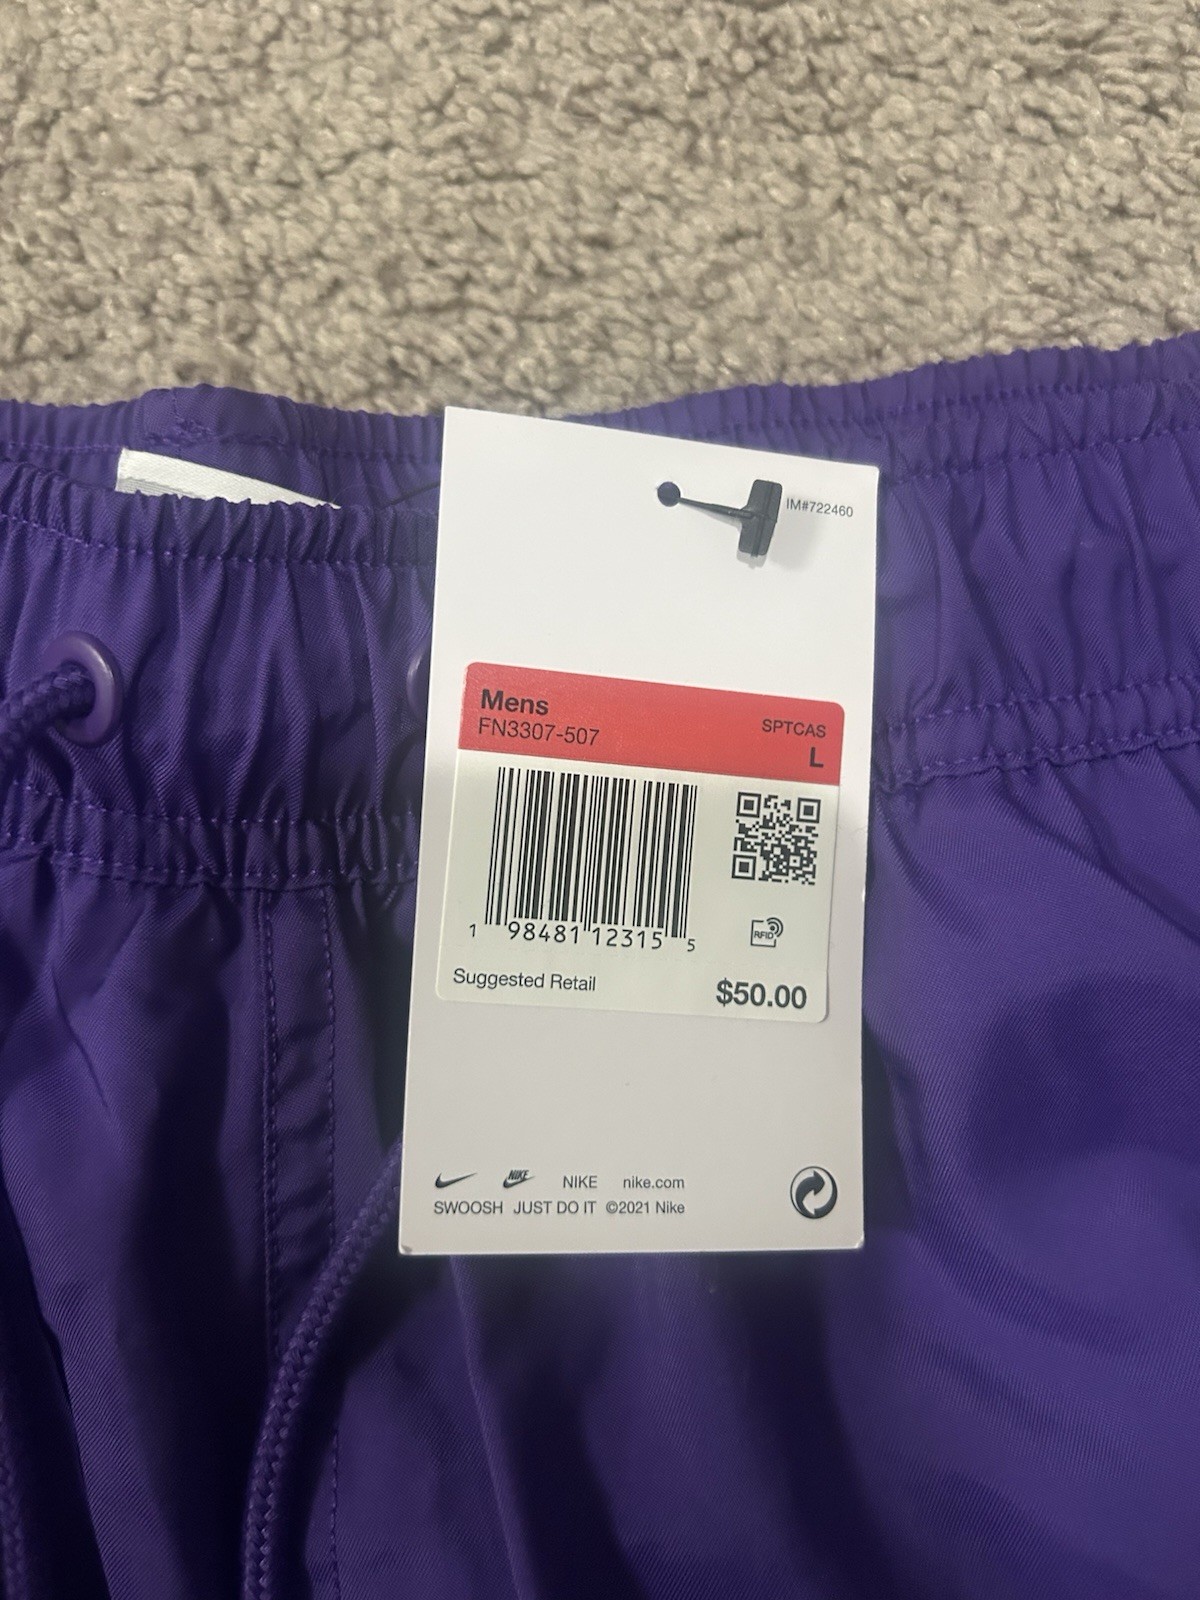 IM#722460
Mens
FN3307-507
SPTCAS
L
1 98481 12315 5
RFID
Suggested Retail
$50.00
NIKE NIKE nike.com
SWOOSH JUST DO IT ©2021 Nike